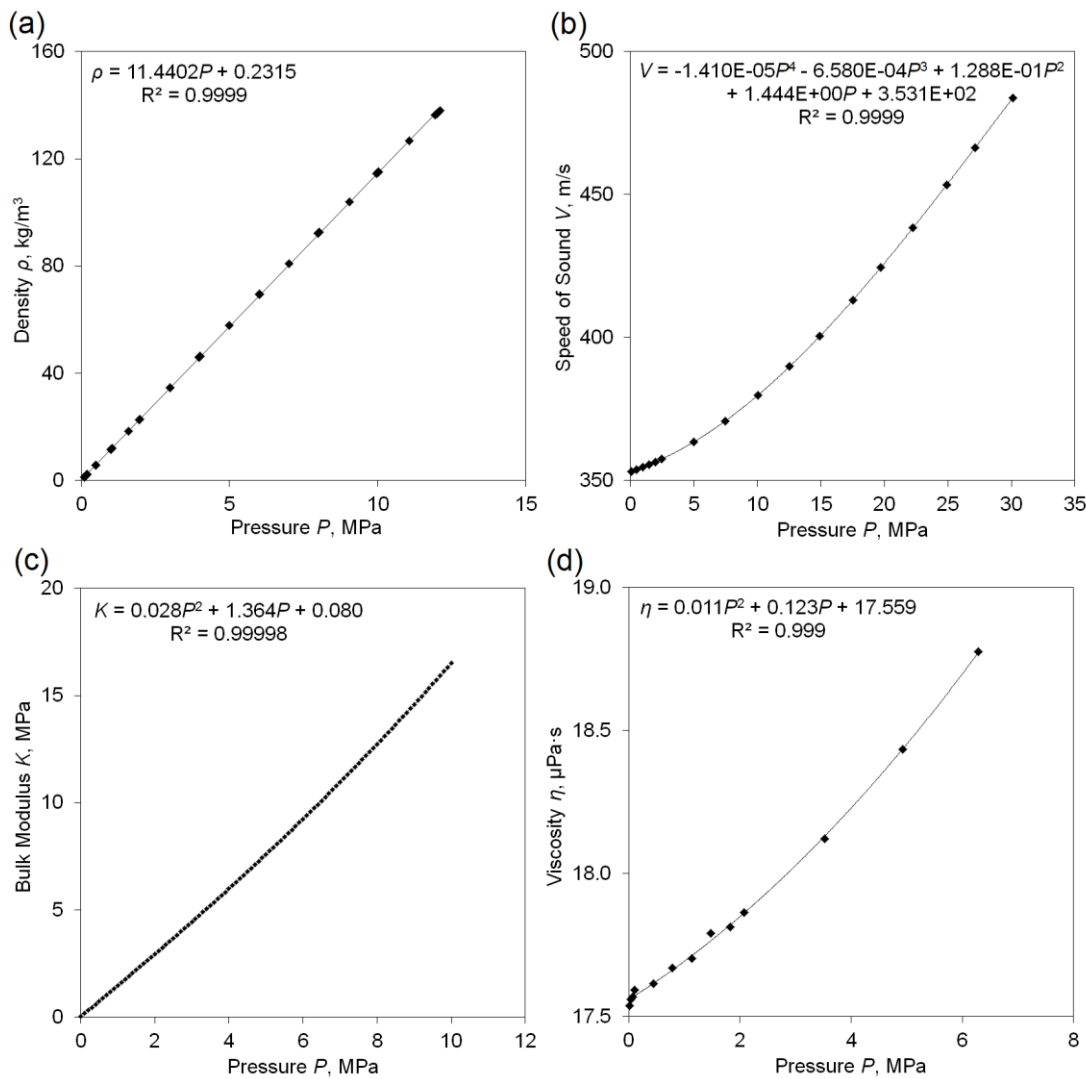 (a)
160
ρ = 11.4402P + 0.2315
R² = 0.9999
120
80
40
0
Density ρ, kg/m³
0 5 10 15
Pressure P, MPa
(b)
500
V = -1.410E-05P⁴ - 6.580E-04P³ + 1.288E-01P²
+ 1.444E+00P + 3.531E+02
R² = 0.9999
450
400
350
Speed of Sound V, m/s
0 5 10 15 20 25 30 35
Pressure P, MPa
(c)
20
K = 0.028P² + 1.364P + 0.080
R² = 0.99998
15
10
5
0
Bulk Modulus K, MPa
0 2 4 6 8 10 12
Pressure P, MPa
(d)
19.0
η = 0.011P² + 0.123P + 17.559
R² = 0.999
18.5
18.0
17.5
Viscosity η, µPa·s
0 2 4 6 8
Pressure P, MPa